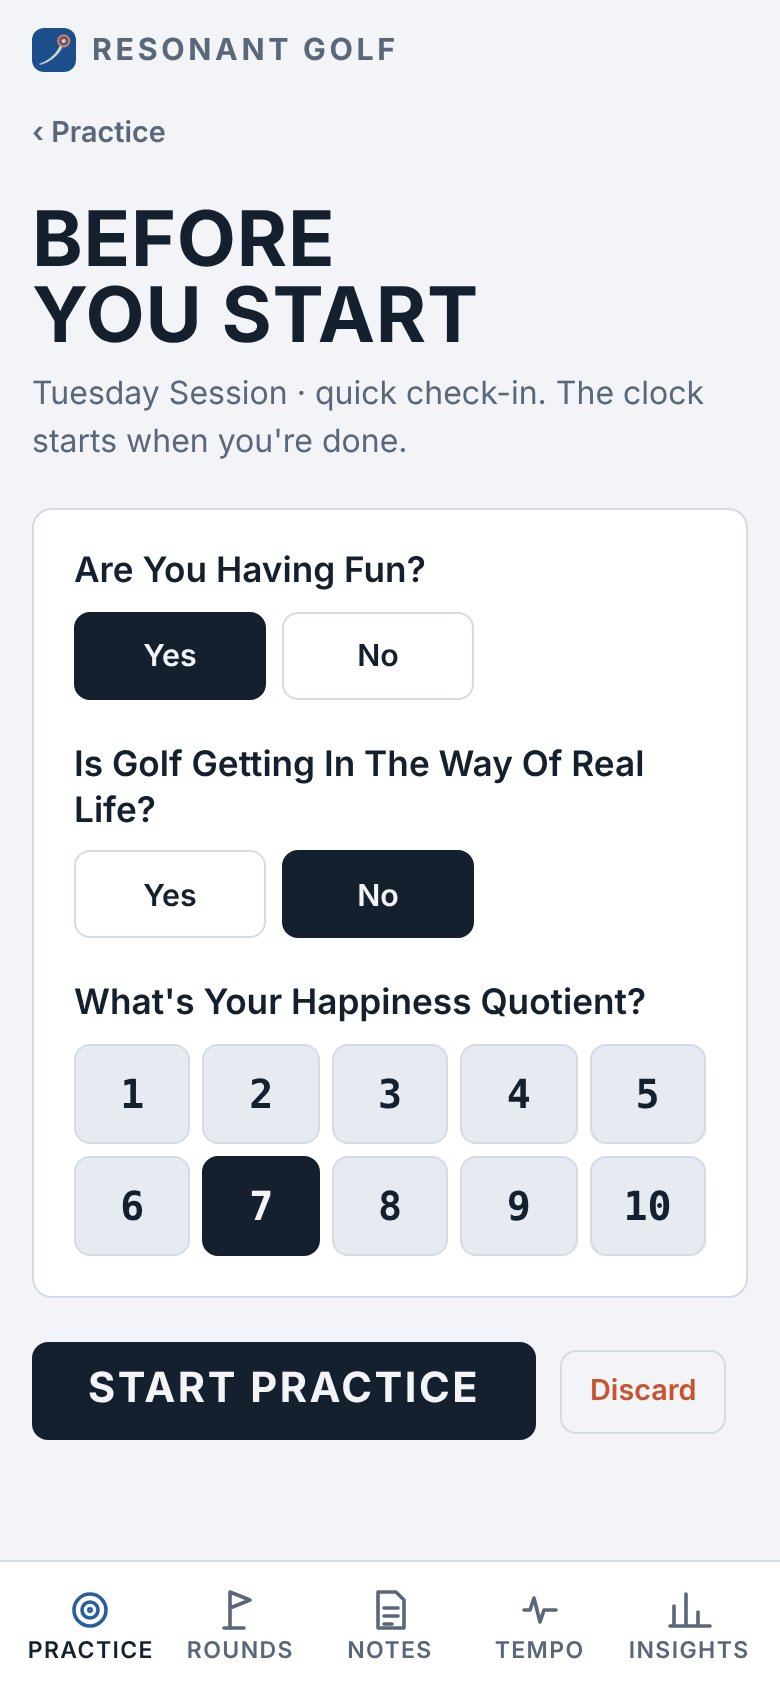 RESONANT GOLF
‹ Practice
BEFORE
YOU START
Tuesday Session · quick check-in. The clock
starts when you're done.
Are You Having Fun?
Yes No
Is Golf Getting In The Way Of Real
Life?
Yes No
What's Your Happiness Quotient?
1 2 3 4 5
6 7 8 9 10
START PRACTICE Discard
PRACTICE ROUNDS NOTES TEMPO INSIGHTS